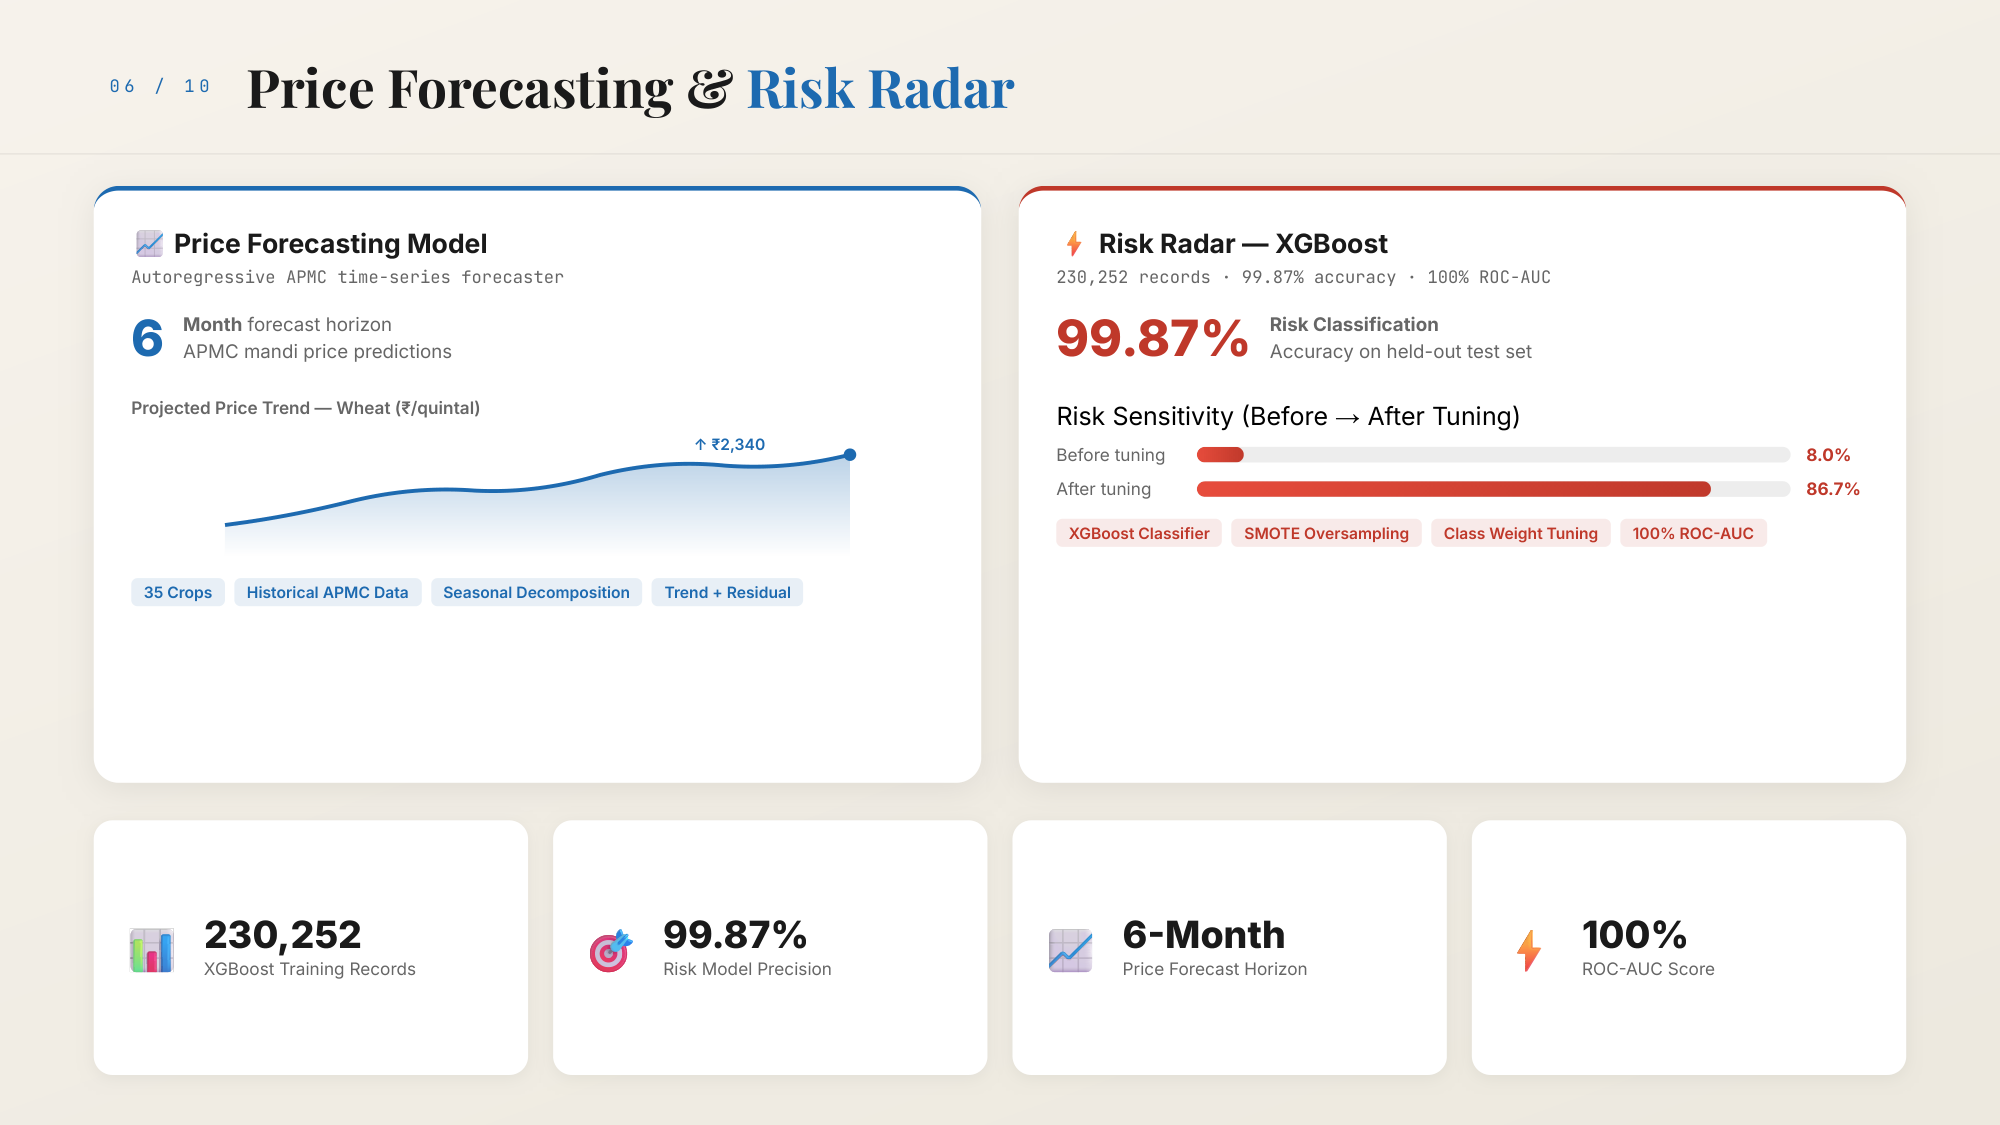 06 / 10
Price Forecasting & Risk Radar
Price Forecasting Model
Autoregressive APMC time-series forecaster
6
Month forecast horizon
APMC mandi price predictions
Projected Price Trend — Wheat (₹/quintal)
↑ ₹2,340
35 Crops
Historical APMC Data
Seasonal Decomposition
Trend + Residual
Risk Radar — XGBoost
230,252 records · 99.87% accuracy · 100% ROC-AUC
99.87%
Risk Classification
Accuracy on held-out test set
Risk Sensitivity (Before → After Tuning)
Before tuning 8.0%
After tuning 86.7%
XGBoost Classifier
SMOTE Oversampling
Class Weight Tuning
100% ROC-AUC
230,252
XGBoost Training Records
99.87%
Risk Model Precision
6-Month
Price Forecast Horizon
100%
ROC-AUC Score